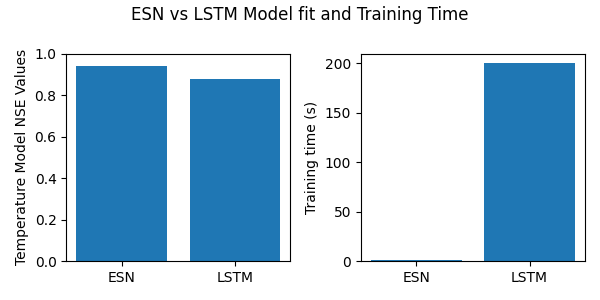 ESN vs LSTM Model fit and Training Time
Temperature Model NSE Values
1.0
0.8
0.6
0.4
0.2
0.0
ESN
LSTM
Training time (s)
200
150
100
50
0
ESN
LSTM